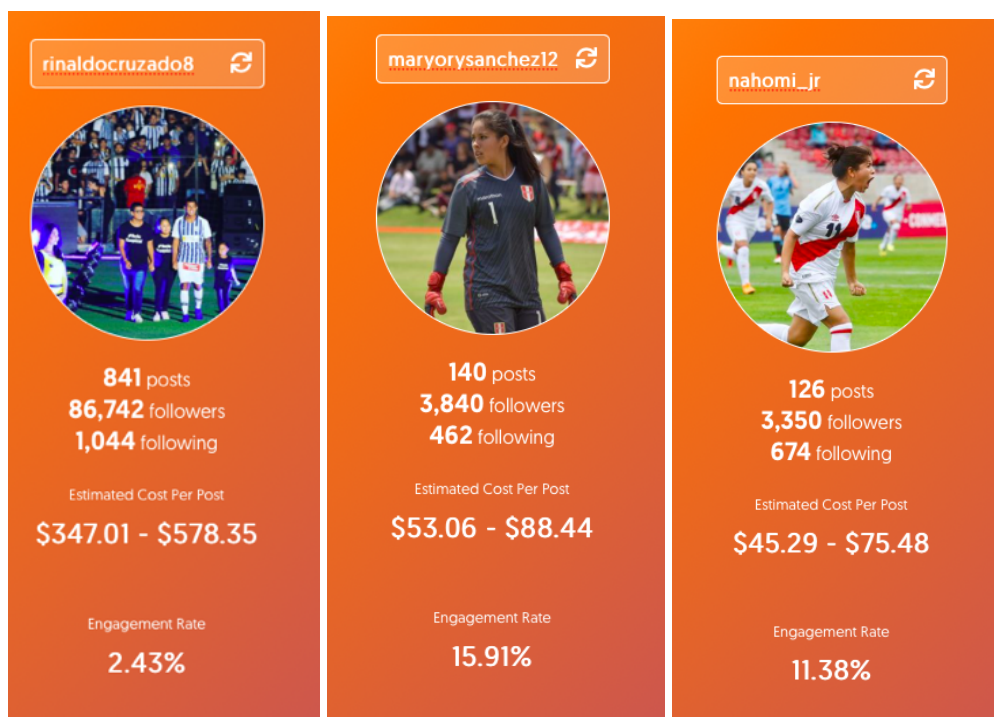 rinaldocruzado8
841 posts
86,742 followers
1,044 following
Estimated Cost Per Post
$347.01 - $578.35
Engagement Rate
2.43%
maryorysanchez12
1
1
140 posts
3,840 followers
462 following
Estimated Cost Per Post
$53.06 - $88.44
Engagement Rate
15.91%
nahomi_jr
11
126 posts
3,350 followers
674 following
Estimated Cost Per Post
$45.29 - $75.48
Engagement Rate
11.38%